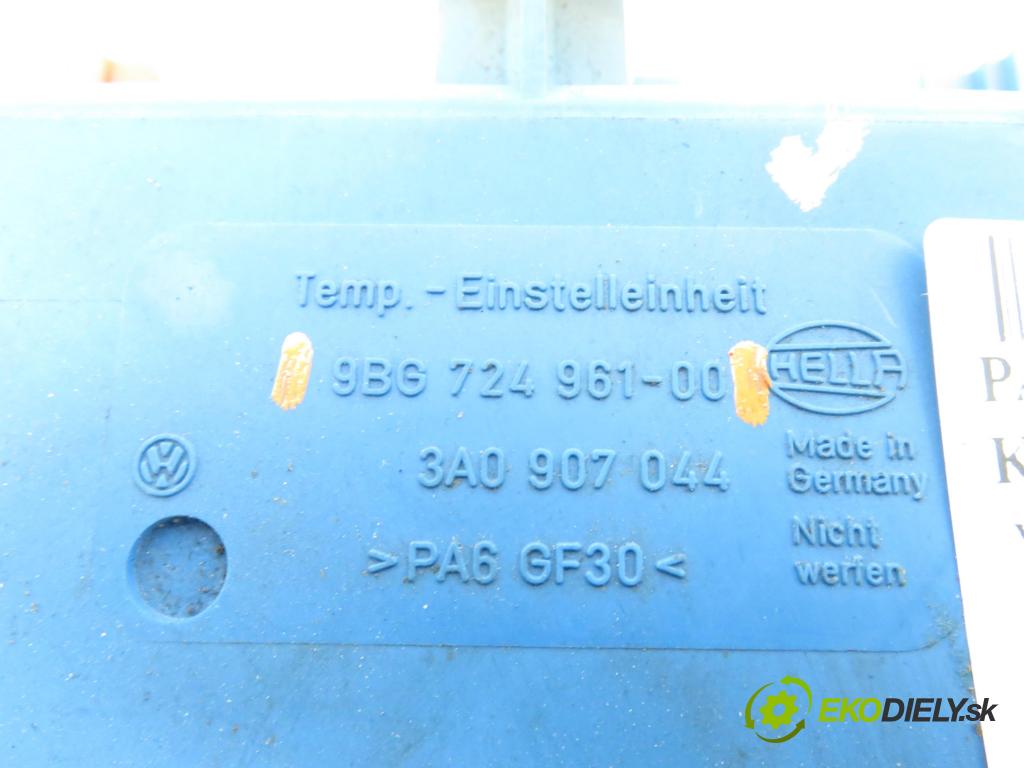 Temp. - Einstelleinheit
9BG 724 961-00
HELLA
3A0 907 044
Made in
Germany
>PA6 GF30<
Nicht
werfen
EKODIELY.sk